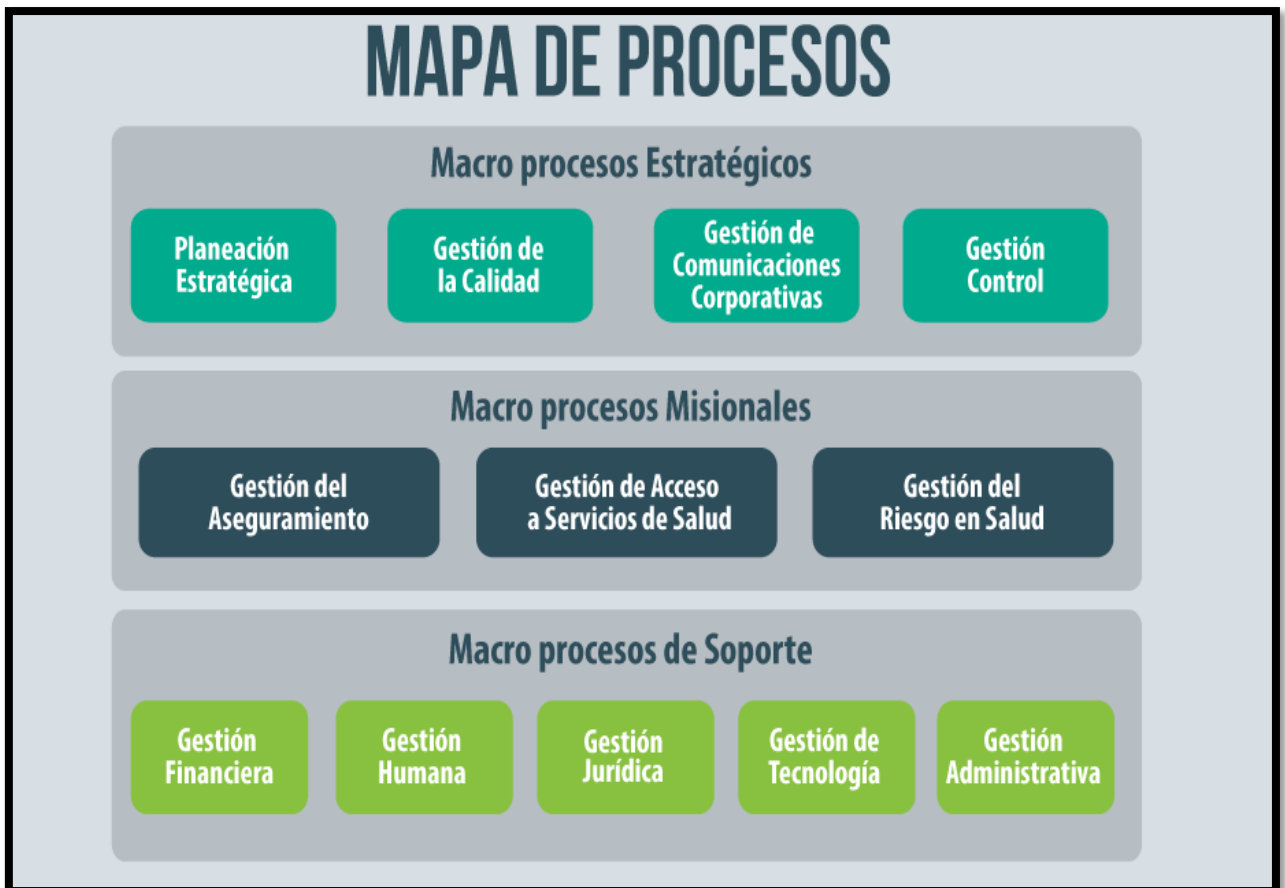 MAPA DE PROCESOS
Macro procesos Estratégicos
Planeación
Estratégica
Gestión de
la Calidad
Gestión de
Comunicaciones
Corporativas
Gestión
Control
Macro procesos Misionales
Gestión del
Aseguramiento
Gestión de Acceso
a Servicios de Salud
Gestión del
Riesgo en Salud
Macro procesos de Soporte
Gestión
Financiera
Gestión
Humana
Gestión
Jurídica
Gestión de
Tecnología
Gestión
Administrativa